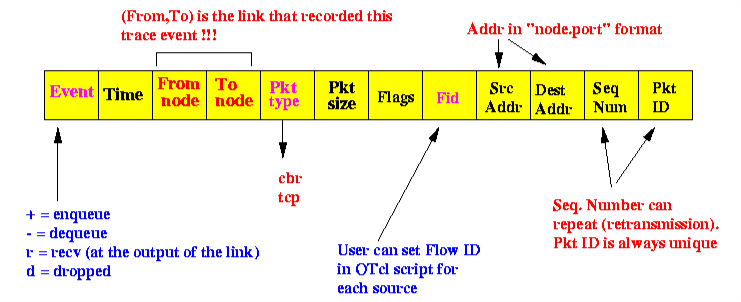 (From,To) is the link that recorded this
trace event !!!
Addr in "node.port" format
Event
Time
From
node
To
node
Pkt
type
Pkt
size
Flags
Fid
Src
Addr
Dest
Addr
Seq
Num
Pkt
ID
cbr
tcp
+ = enqueue
- = dequeue
r = recv (at the output of the link)
d = dropped
User can set Flow ID
in OTcl script for
each source
Seq. Number can
repeat (retransmission).
Pkt ID is always unique